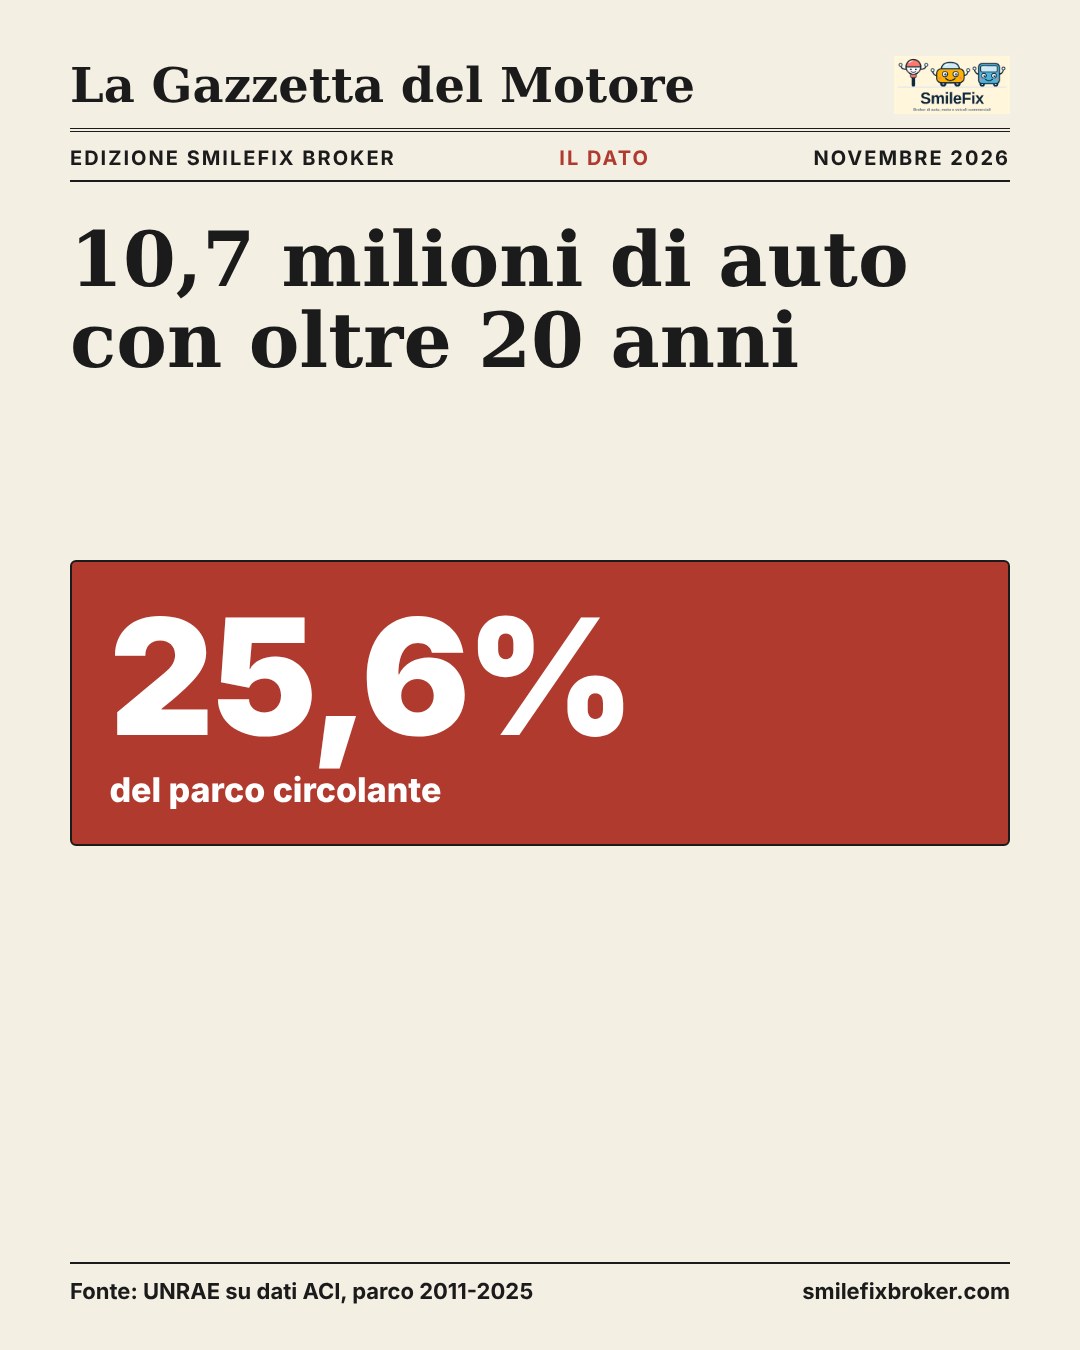 La Gazzetta del Motore
SmileFix
EDIZIONE SMILEFIX BROKER
IL DATO
NOVEMBRE 2026
10,7 milioni di auto
con oltre 20 anni
25,6%
del parco circolante
Fonte: UNRAE su dati ACI, parco 2011-2025
smilefixbroker.com